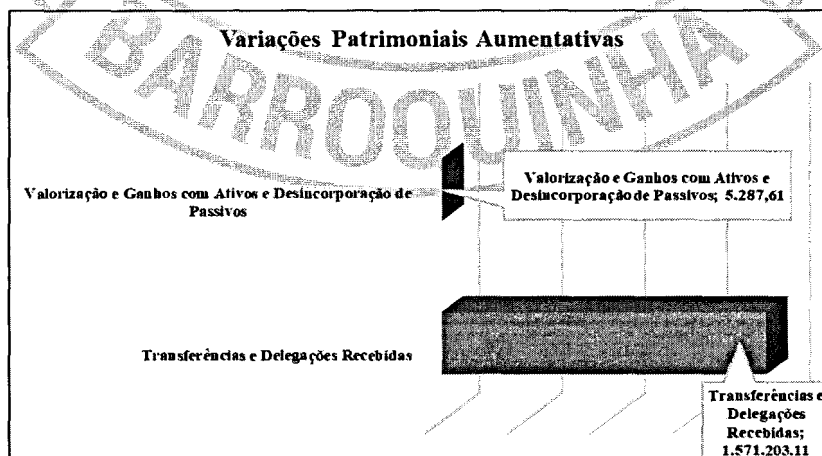 Variações Patrimoniais Aumentativas
BARROQUINHA
Valorização e Ganhos com Ativos e Desincorporação de
Passivos
Valorização e Ganhos com Ativos e
Desincorporação de Passivos; 5.287,61
Transferências e Delegações Recebidas
Transferências e
Delegações
Recebidas;
1.571.203,11